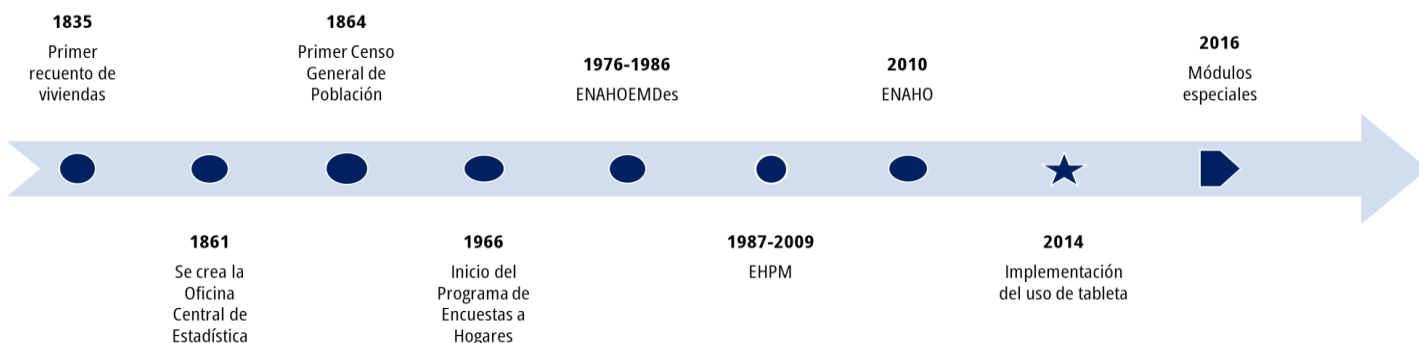 1835
Primer
recuento de
viviendas
1861
Se crea la
Oficina
Central de
Estadística
1864
Primer Censo
General de
Población
1966
Inicio del
Programa de
Encuestas a
Hogares
1976-1986
ENAHOEMDes
1987-2009
EHPM
2010
ENAHO
2014
Implementación
del uso de tableta
2016
Módulos
especiales